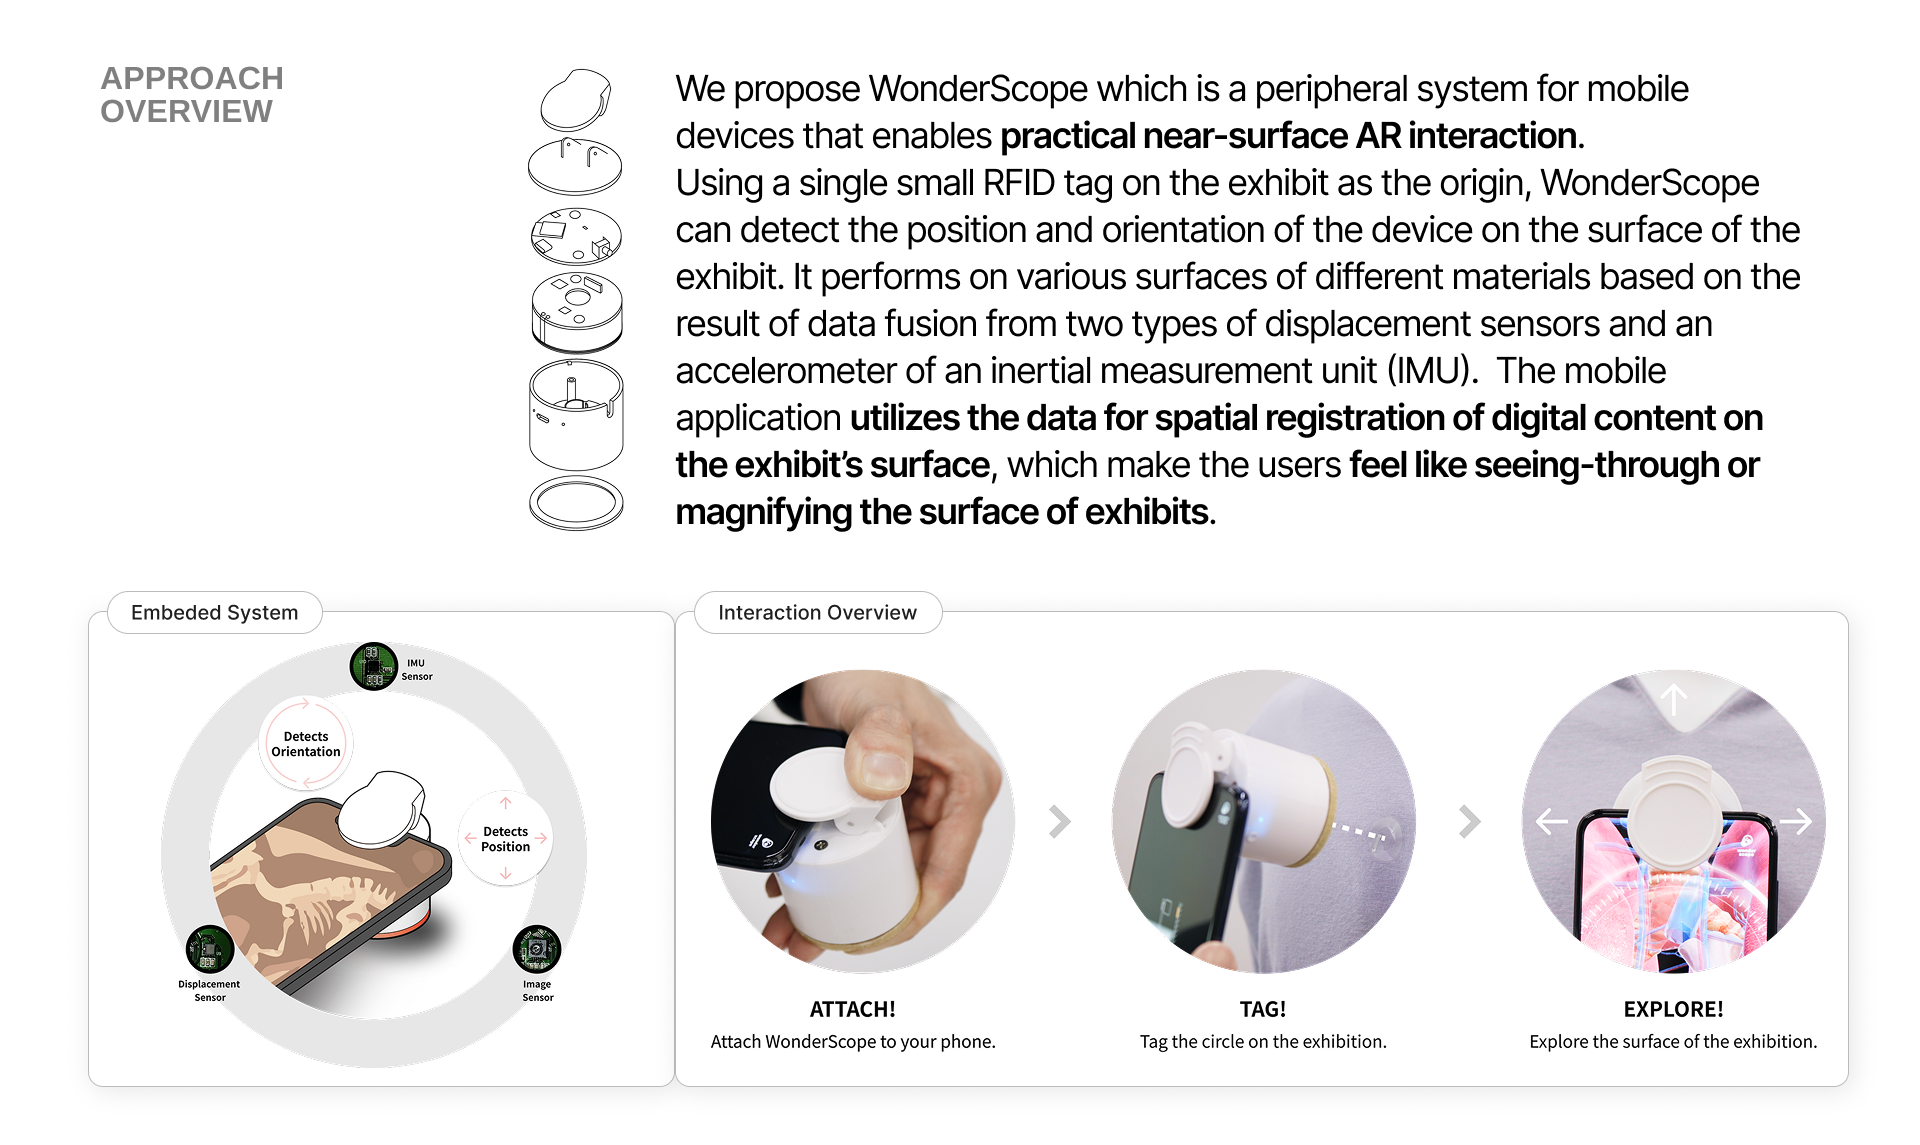 APPROACH
OVERVIEW
We propose WonderScope which is a peripheral system for mobile
devices that enables practical near-surface AR interaction.
Using a single small RFID tag on the exhibit as the origin, WonderScope
can detect the position and orientation of the device on the surface of the
exhibit. It performs on various surfaces of different materials based on the
result of data fusion from two types of displacement sensors and an
accelerometer of an inertial measurement unit (IMU).  The mobile
application utilizes the data for spatial registration of digital content on
the exhibit’s surface, which make the users feel like seeing-through or
magnifying the surface of exhibits.
Embeded System
IMU
Sensor
Detects
Orientation
Detects
Position
Displacement
Sensor
Image
Sensor
Interaction Overview
ATTACH!
Attach WonderScope to your phone.
TAG!
Tag the circle on the exhibition.
EXPLORE!
Explore the surface of the exhibition.